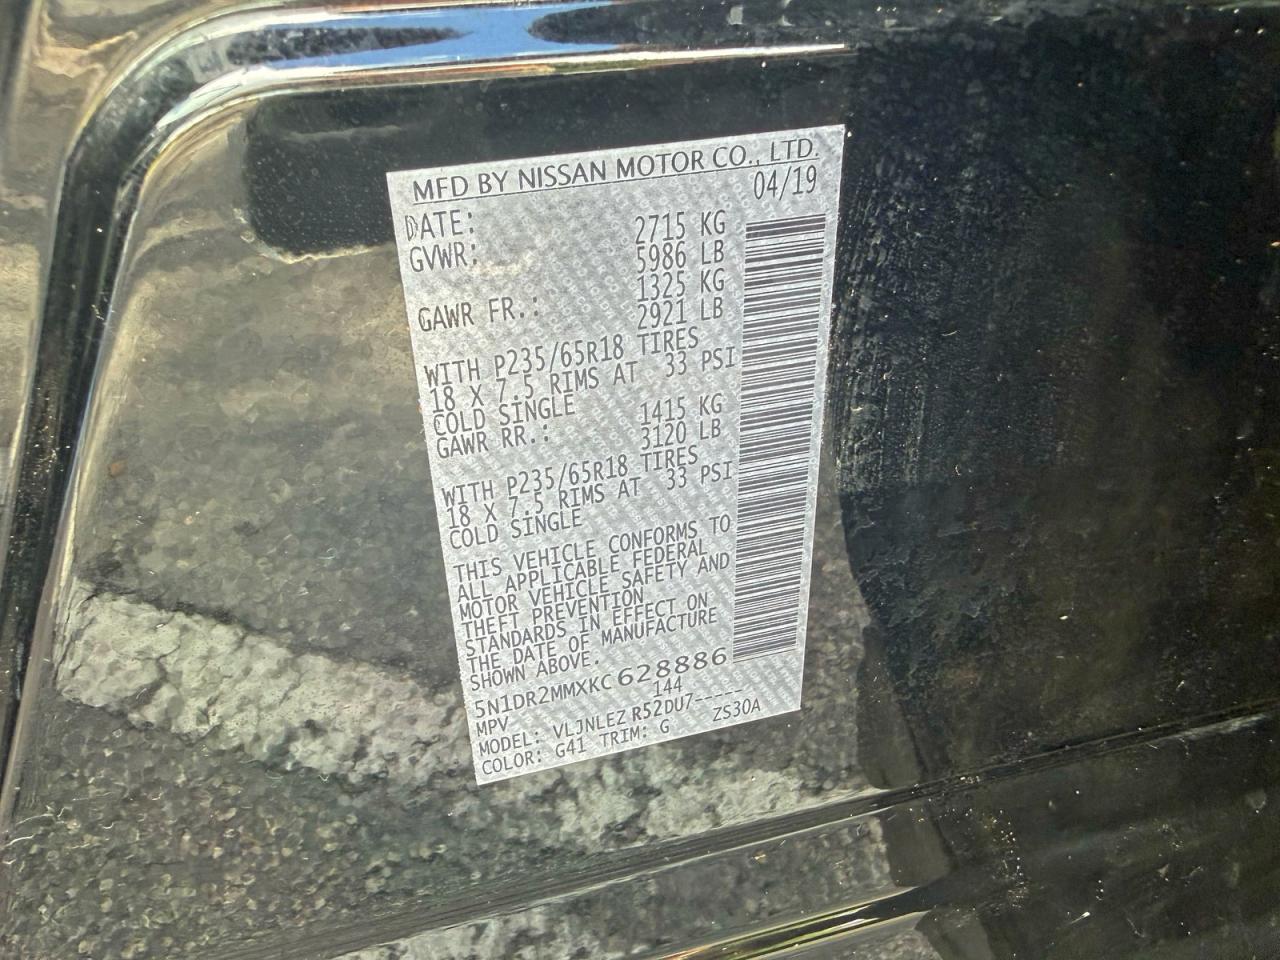 MFD BY NISSAN MOTOR CO., LTD.
DATE: 04/19
GVWR: 2715 KG
5986 LB
GAWR FR.: 1325 KG
2921 LB
WITH P235/65R18 TIRES
18 X 7.5 RIMS AT 33 PSI
COLD SINGLE
GAWR RR.: 1415 KG
3120 LB
WITH P235/65R18 TIRES
18 X 7.5 RIMS AT 33 PSI
COLD SINGLE
THIS VEHICLE CONFORMS TO
ALL APPLICABLE FEDERAL
MOTOR VEHICLE SAFETY AND
THEFT PREVENTION
STANDARDS IN EFFECT ON
THE DATE OF MANUFACTURE
SHOWN ABOVE.
5N1DR2MMXKC628886
MPV 144
MODEL: VLJNLEZ R52DU7-----
COLOR: G41 TRIM: G ZS30A